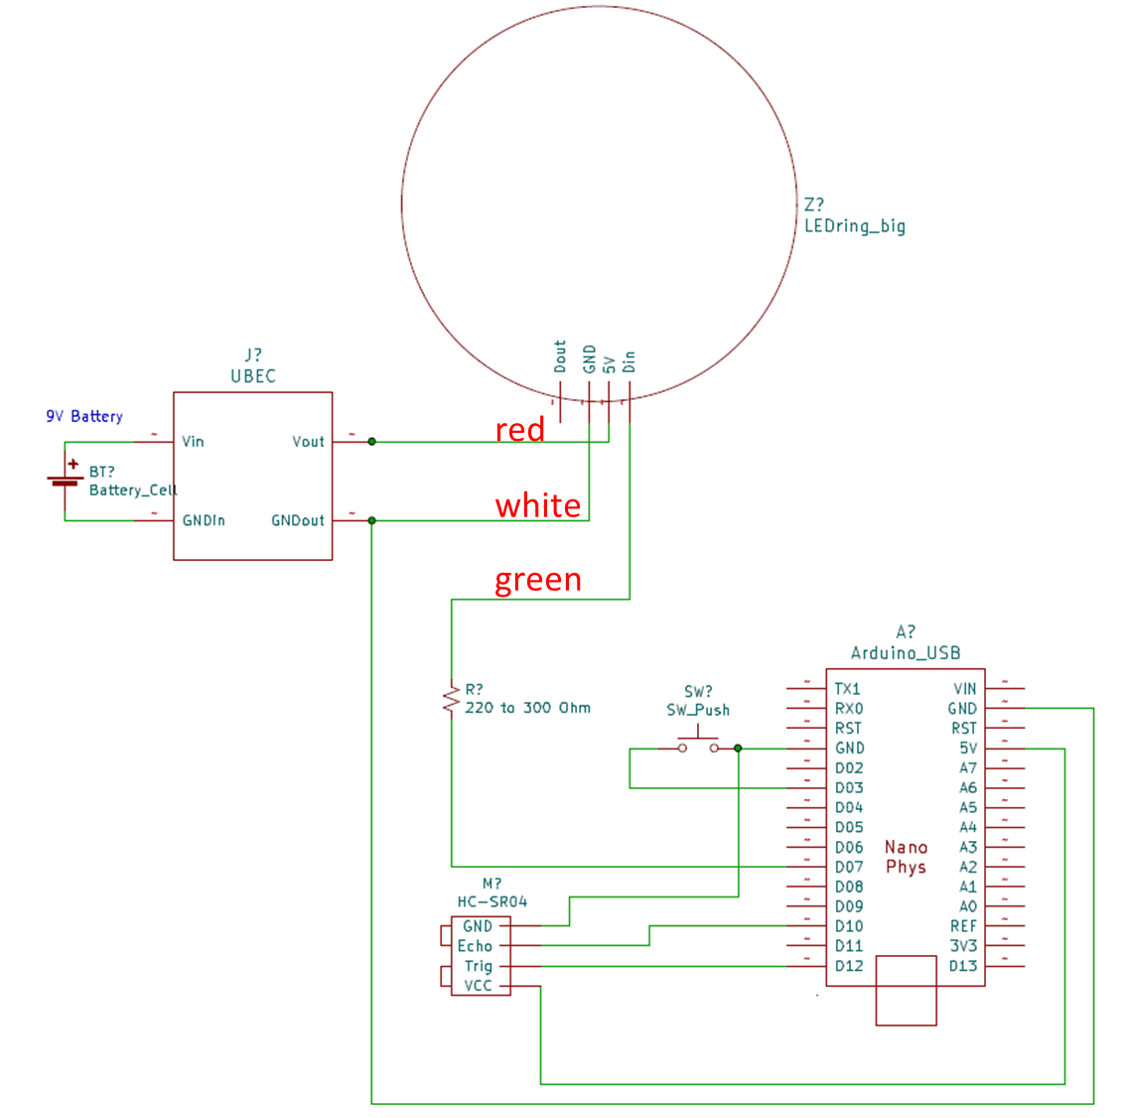 Z?
LEDring_big
Dout
GND
5V
Din
J?
UBEC
9V Battery
~ Vin
Vout ~
+
BT?
Battery_Cell
~ GNDin
GNDout ~
red
white
green
R?
220 to 300 Ohm
SW?
SW_Push
A?
Arduino_USB
~ TX1 VIN ~
~ RX0 GND ~
~ RST RST ~
~ GND 5V ~
~ D02 A7 ~
~ D03 A6 ~
~ D04 A5 ~
~ D05 A4 ~
~ D06 A3 ~
~ D07 A2 ~
~ D08 A1 ~
~ D09 A0 ~
~ D10 REF ~
~ D11 3V3 ~
~ D12 D13 ~
Nano
Phys
M?
HC-SR04
GND
Echo
Trig
VCC